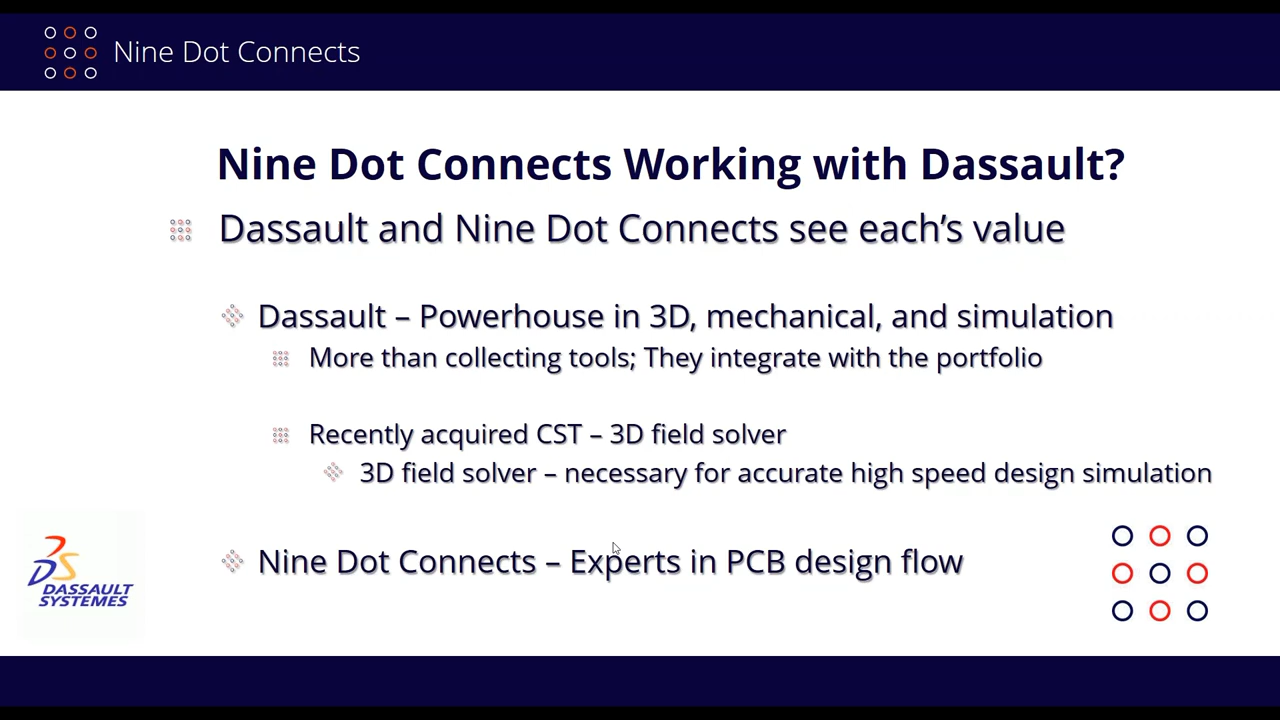 Nine Dot Connects
Nine Dot Connects Working with Dassault?
Dassault and Nine Dot Connects see each's value
Dassault – Powerhouse in 3D, mechanical, and simulation
More than collecting tools; They integrate with the portfolio
Recently acquired CST – 3D field solver
3D field solver – necessary for accurate high speed design simulation
Nine Dot Connects – Experts in PCB design flow
DASSAULT
SYSTEMES